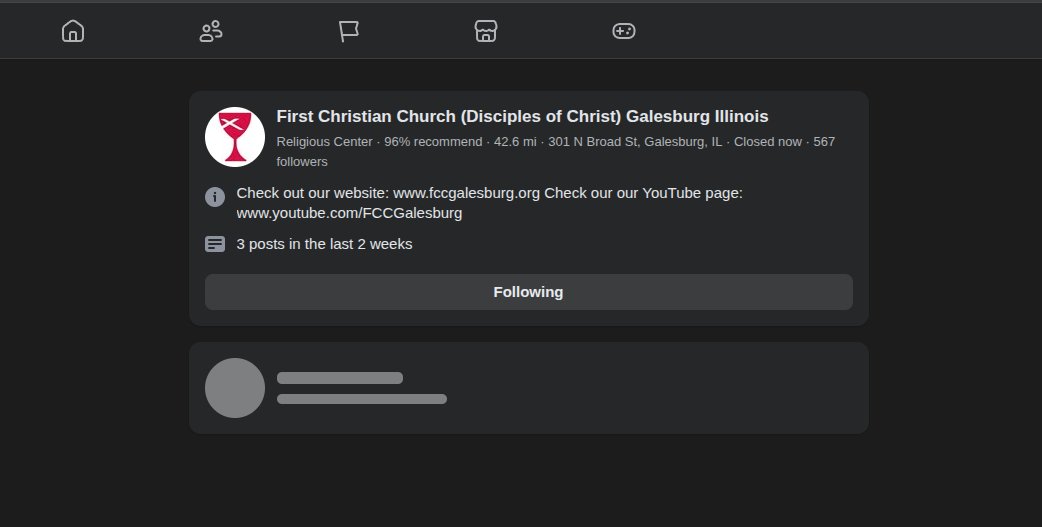 First Christian Church (Disciples of Christ) Galesburg Illinois
Religious Center · 96% recommend · 42.6 mi · 301 N Broad St, Galesburg, IL · Closed now · 567
followers
Check out our website: www.fccgalesburg.org Check our our YouTube page:
www.youtube.com/FCCGalesburg
3 posts in the last 2 weeks
Following